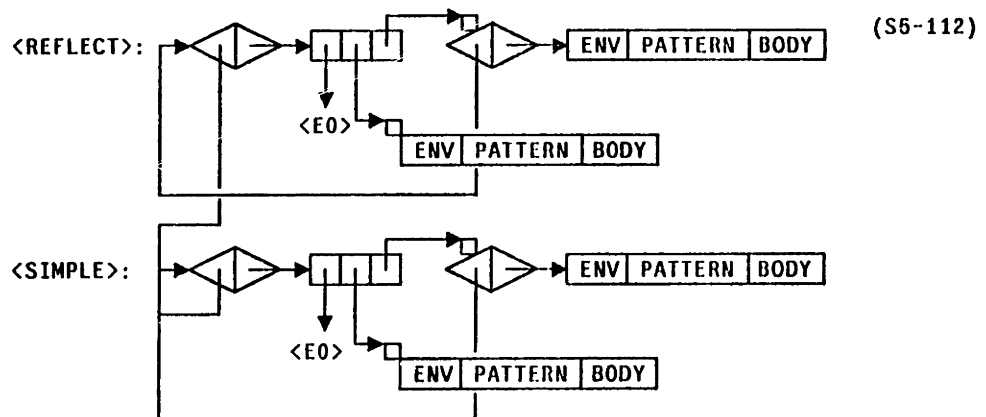 (S5-112)
<REFLECT>: ENV PATTERN BODY
<E0>
ENV PATTERN BODY
<SIMPLE>: ENV PATTERN BODY
<E0>
ENV PATTERN BODY